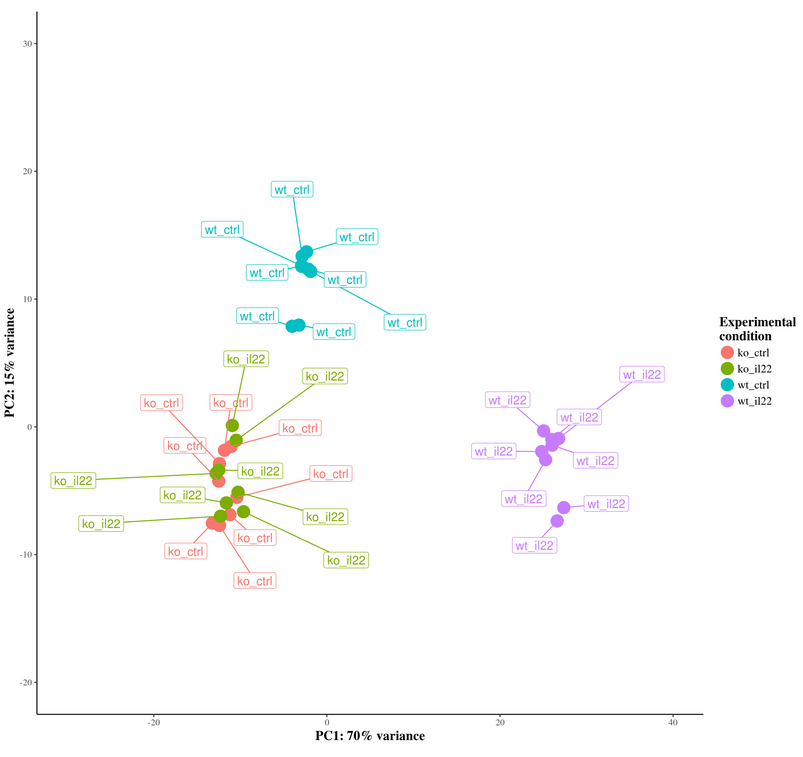 30
20
10
0
-10
-20
-20
0
20
40
PC2: 15% variance
PC1: 70% variance
wt_ctrl
wt_ctrl
wt_ctrl
wt_ctrl
wt_ctrl
wt_ctrl
wt_ctrl
wt_ctrl
ko_il22
ko_il22
ko_ctrl
ko_ctrl
ko_ctrl
ko_ctrl
ko_il22
ko_il22
ko_ctrl
ko_il22
ko_il22
ko_il22
ko_ctrl
ko_ctrl
ko_il22
ko_ctrl
wt_il22
wt_il22
wt_il22
wt_il22
wt_il22
wt_il22
wt_il22
wt_il22
Experimental
condition
ko_ctrl
ko_il22
wt_ctrl
wt_il22